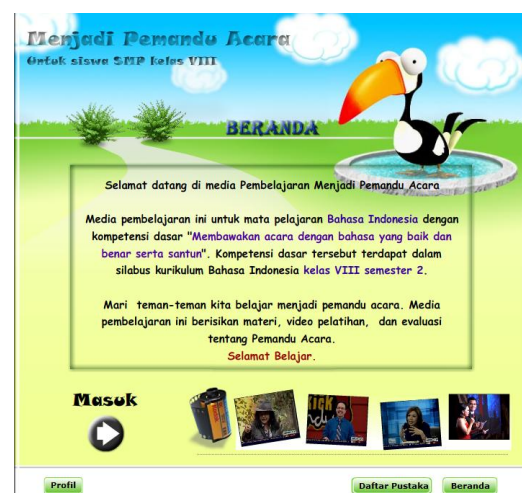 Menjadi Pemandu Acara
Untuk siswa SMP kelas VIII
BERANDA
Selamat datang di media Pembelajaran Menjadi Pemandu Acara
Media pembelajaran ini untuk mata pelajaran Bahasa Indonesia dengan
kompetensi dasar "Membawakan acara dengan bahasa yang baik dan
benar serta santun". Kompetensi dasar tersebut terdapat dalam
silabus kurikulum Bahasa Indonesia kelas VIII semester 2.
Mari teman-teman kita belajar menjadi pemandu acara. Media
pembelajaran ini berisikan materi, video pelatihan, dan evaluasi
tentang Pemandu Acara.
Selamat Belajar.
Masuk
Profil
Daftar Pustaka
Beranda